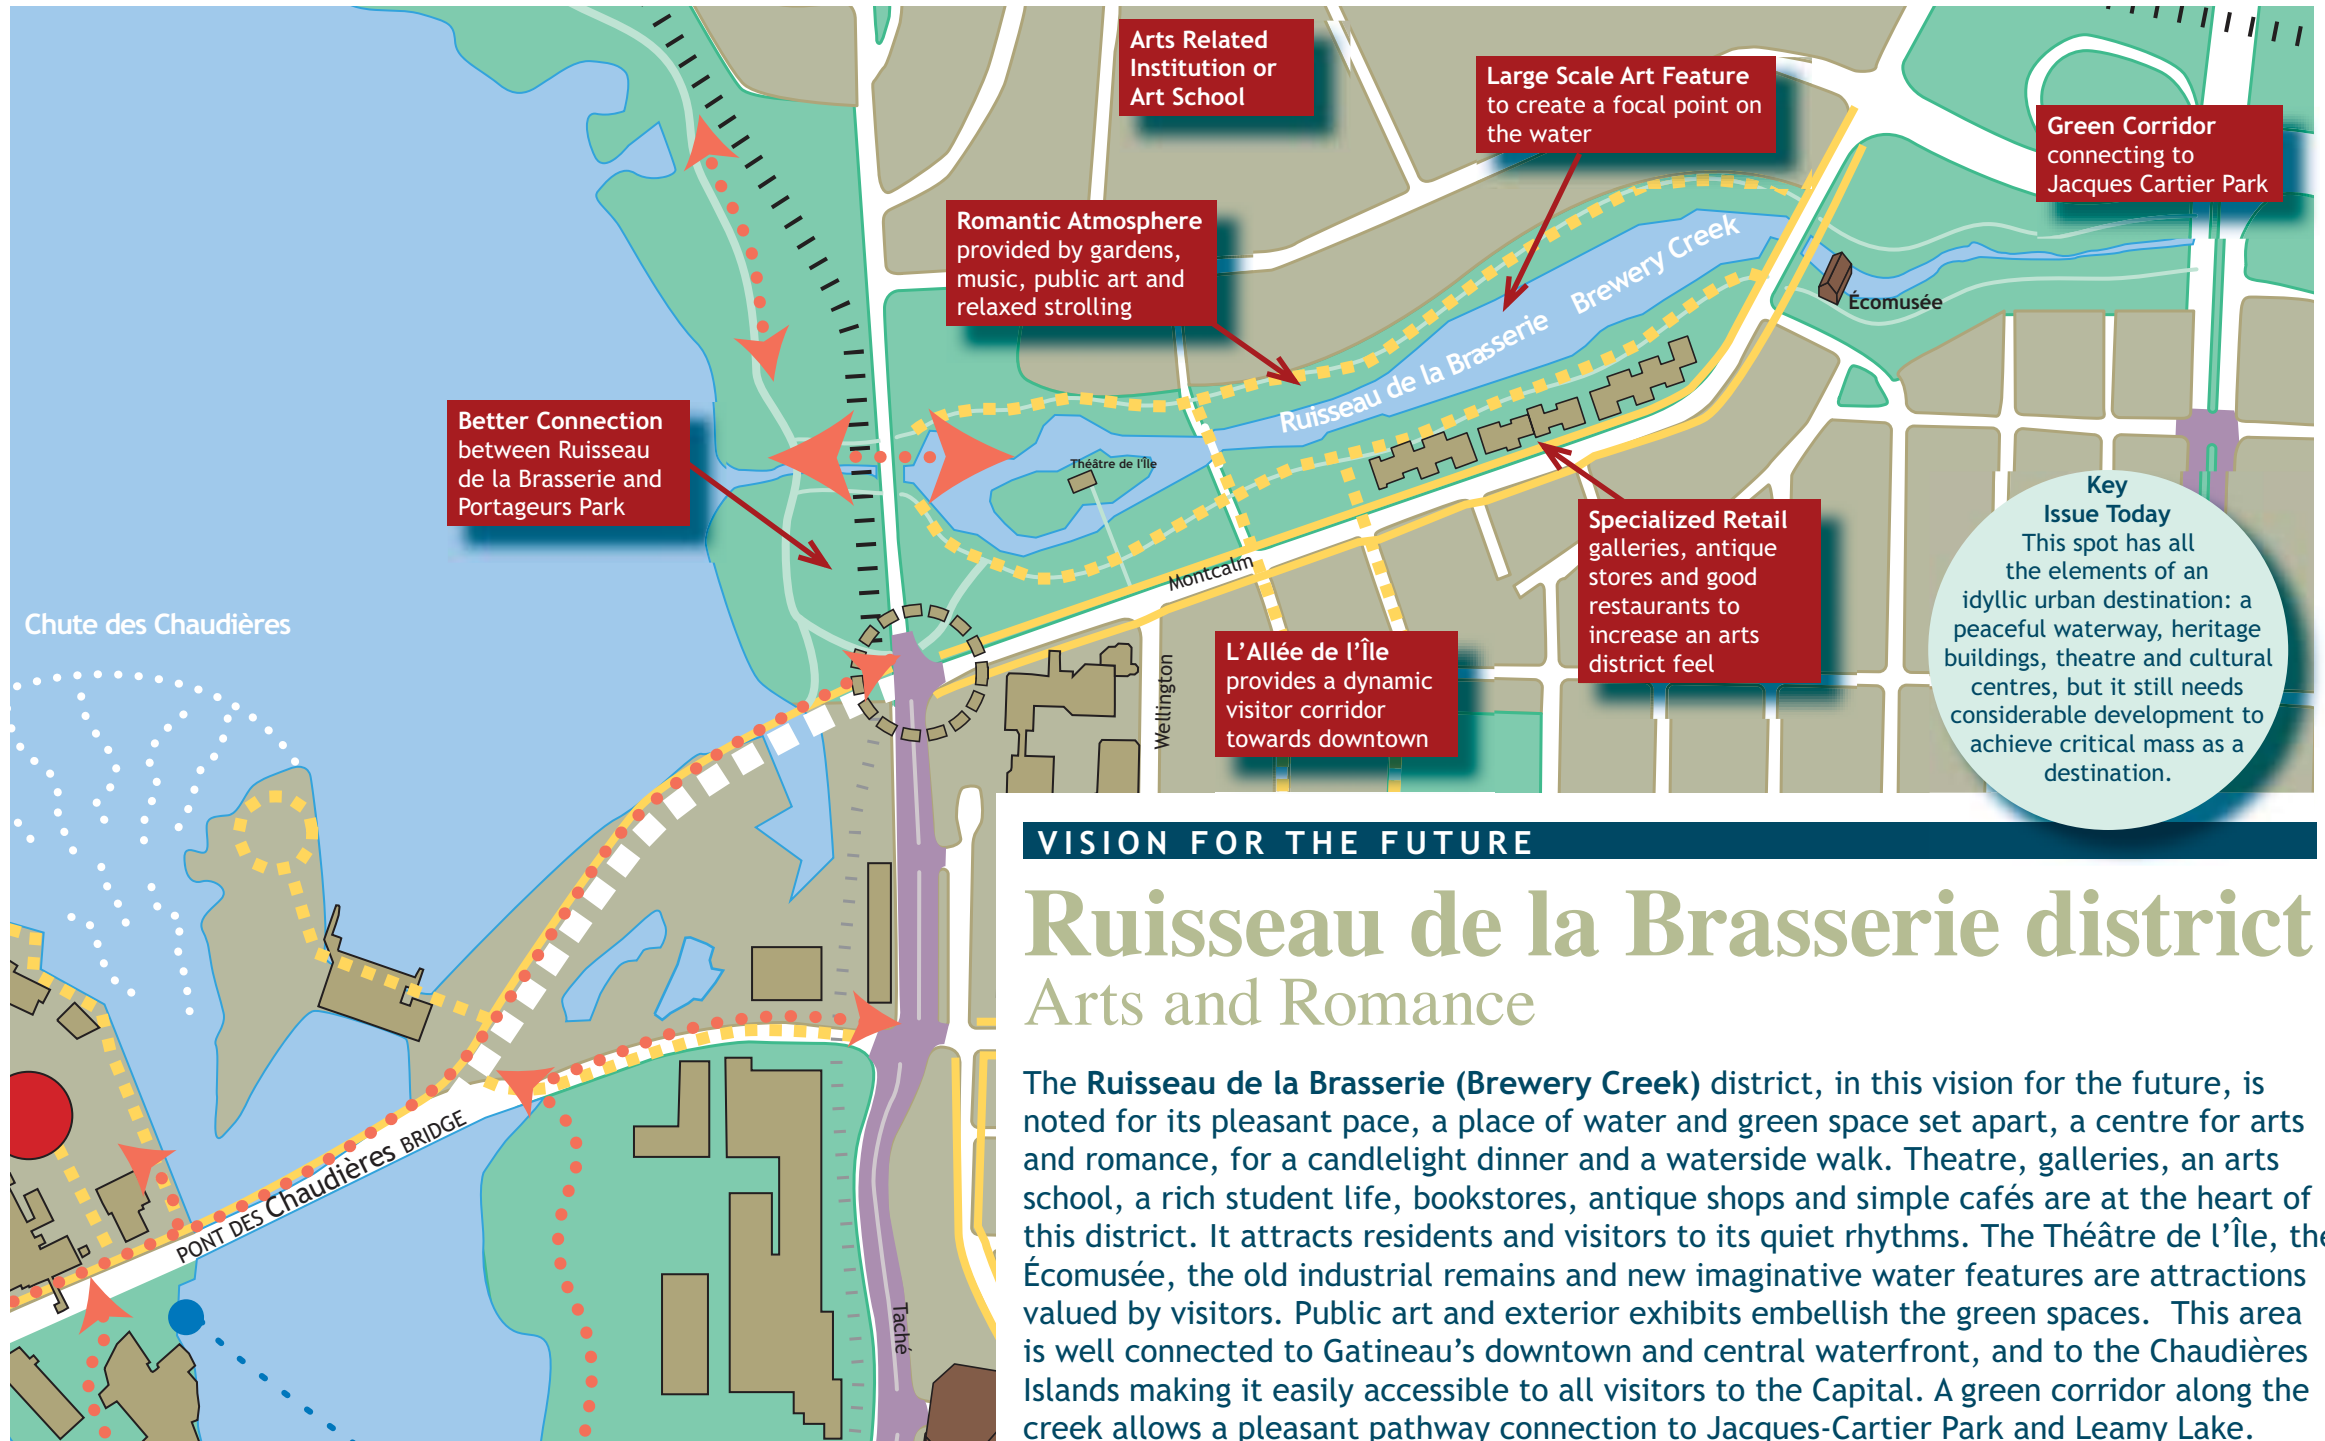 Arts Related
Institution or
Art School
Large Scale Art Feature
to create a focal point on
the water
Green Corridor
connecting to
Jacques Cartier Park
Romantic Atmosphere
provided by gardens,
music, public art and
relaxed strolling
Ruisseau de la Brasserie Brewery Creek
Écomusée
Better Connection
between Ruisseau
de la Brasserie and
Portageurs Park
Théâtre de l'Île
Montcalm
Specialized Retail
galleries, antique
stores and good
restaurants to
increase an arts
district feel
Key
Issue Today
This spot has all
the elements of an
idyllic urban destination: a
peaceful waterway, heritage
buildings, theatre and cultural
centres, but it still needs
considerable development to
achieve critical mass as a
destination.
Chute des Chaudières
Wellington
L’Allée de l’Île
provides a dynamic
visitor corridor
towards downtown
PONT DES Chaudières BRIDGE
Taché
VISION FOR THE FUTURE
Ruisseau de la Brasserie district
Arts and Romance
The Ruisseau de la Brasserie (Brewery Creek) district, in this vision for the future, is
noted for its pleasant pace, a place of water and green space set apart, a centre for arts
and romance, for a candlelight dinner and a waterside walk. Theatre, galleries, an arts
school, a rich student life, bookstores, antique shops and simple cafés are at the heart of
this district. It attracts residents and visitors to its quiet rhythms. The Théâtre de l’Île, the
Écomusée, the old industrial remains and new imaginative water features are attractions
valued by visitors. Public art and exterior exhibits embellish the green spaces. This area
is well connected to Gatineau’s downtown and central waterfront, and to the Chaudières
Islands making it easily accessible to all visitors to the Capital. A green corridor along the
creek allows a pleasant pathway connection to Jacques-Cartier Park and Leamy Lake.